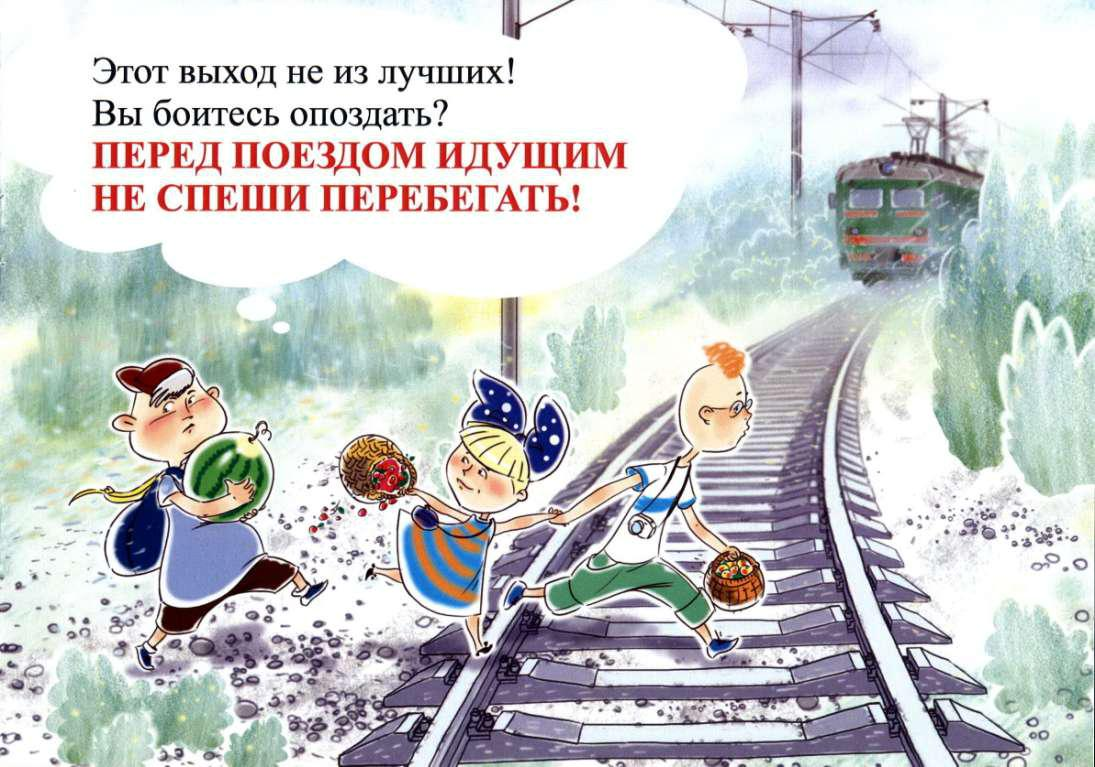 Этот выход не из лучших!
Вы боитесь опоздать?
ПЕРЕД ПОЕЗДОМ ИДУЩИМ
НЕ СПЕШИ ПЕРЕБЕГАТЬ!